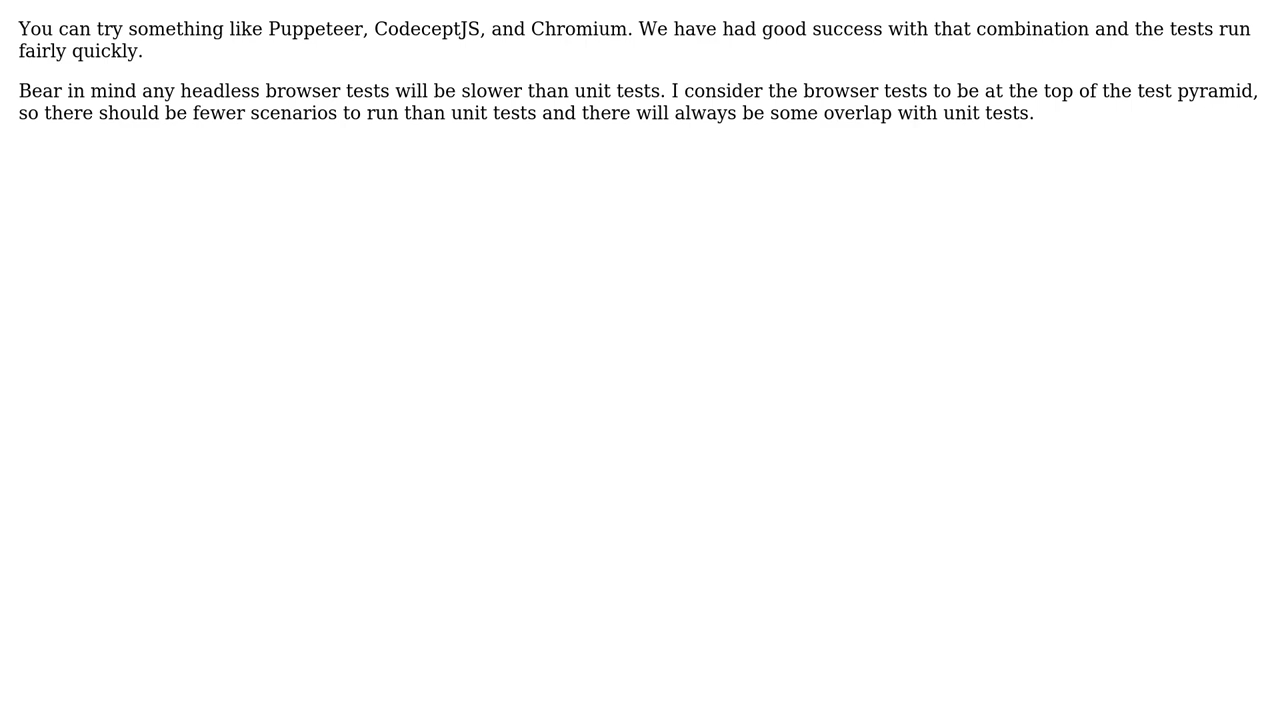 You can try something like Puppeteer, CodeceptJS, and Chromium. We have had good success with that combination and the tests run
fairly quickly.
Bear in mind any headless browser tests will be slower than unit tests. I consider the browser tests to be at the top of the test pyramid,
so there should be fewer scenarios to run than unit tests and there will always be some overlap with unit tests.